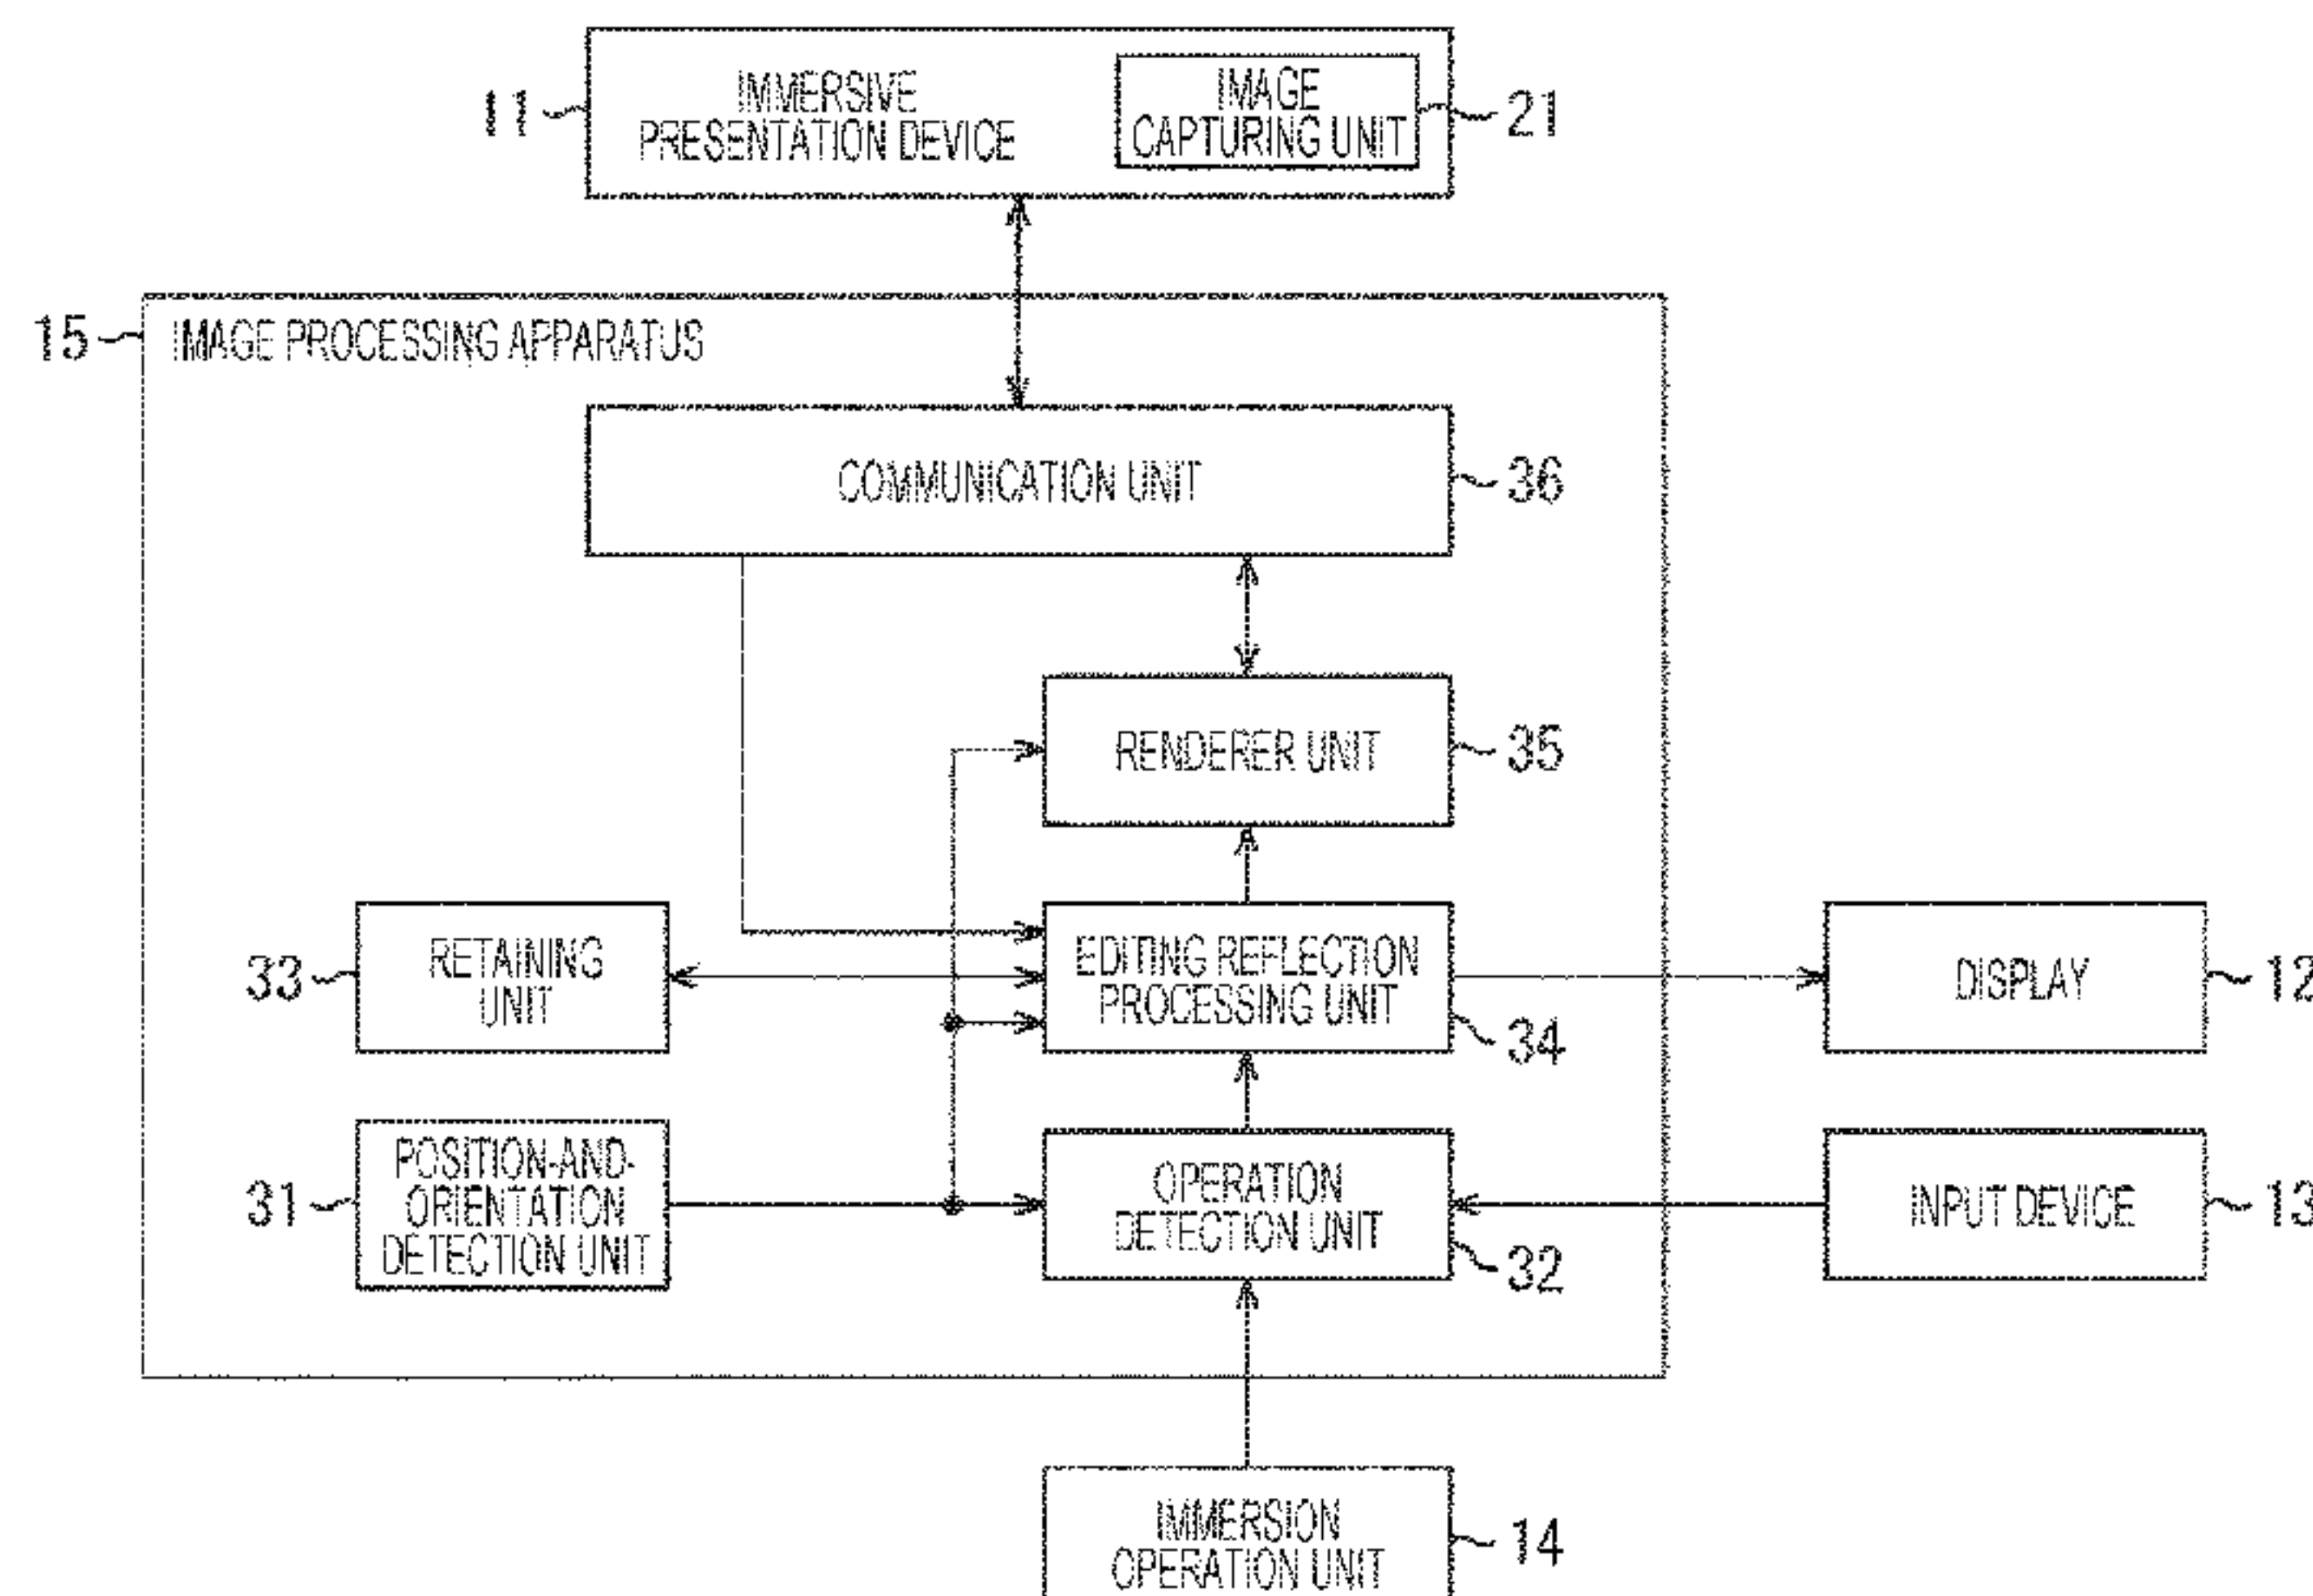 11
IMMERSIVE
PRESENTATION DEVICE
IMAGE
CAPTURING UNIT
21
15
IMAGE PROCESSING APPARATUS
COMMUNICATION UNIT
36
RENDERER UNIT
35
33
RETAINING
UNIT
EDITING REFLECTION
PROCESSING UNIT
34
DISPLAY
12
31
POSITION-AND-
ORIENTATION
DETECTION UNIT
OPERATION
DETECTION UNIT
32
INPUT DEVICE
13
IMMERSION
OPERATION UNIT
14